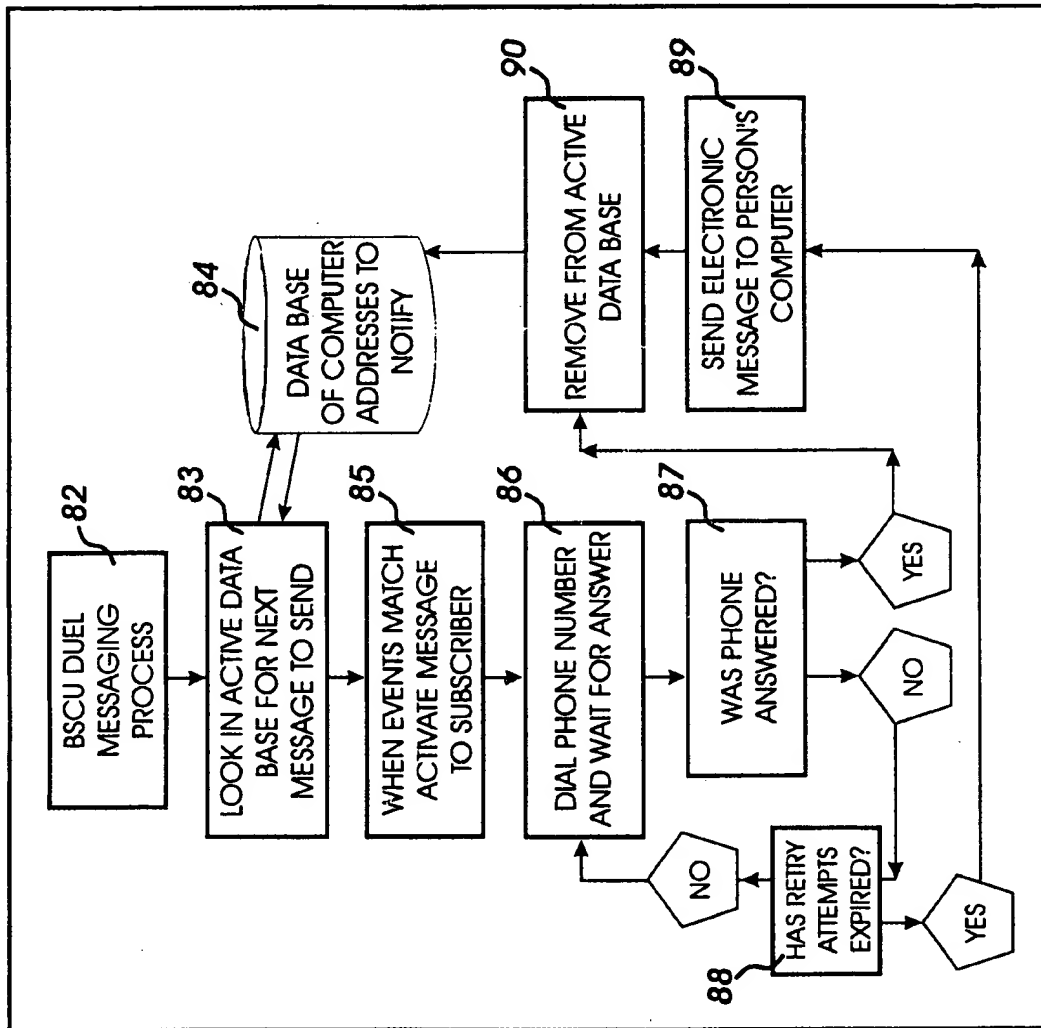 82
BSCU DUEL
MESSAGING
PROCESS
83
LOOK IN ACTIVE DATA
BASE FOR NEXT
MESSAGE TO SEND
84
DATA BASE
OF COMPUTER
ADDRESSES TO
NOTIFY
85
WHEN EVENTS MATCH
ACTIVATE MESSAGE
TO SUBSCRIBER
86
DIAL PHONE NUMBER
AND WAIT FOR ANSWER
87
WAS PHONE
ANSWERED?
YES
NO
88
HAS RETRY
ATTEMPTS
EXPIRED?
NO
YES
90
REMOVE FROM ACTIVE
DATA BASE
89
SEND ELECTRONIC
MESSAGE TO PERSON'S
COMPUTER